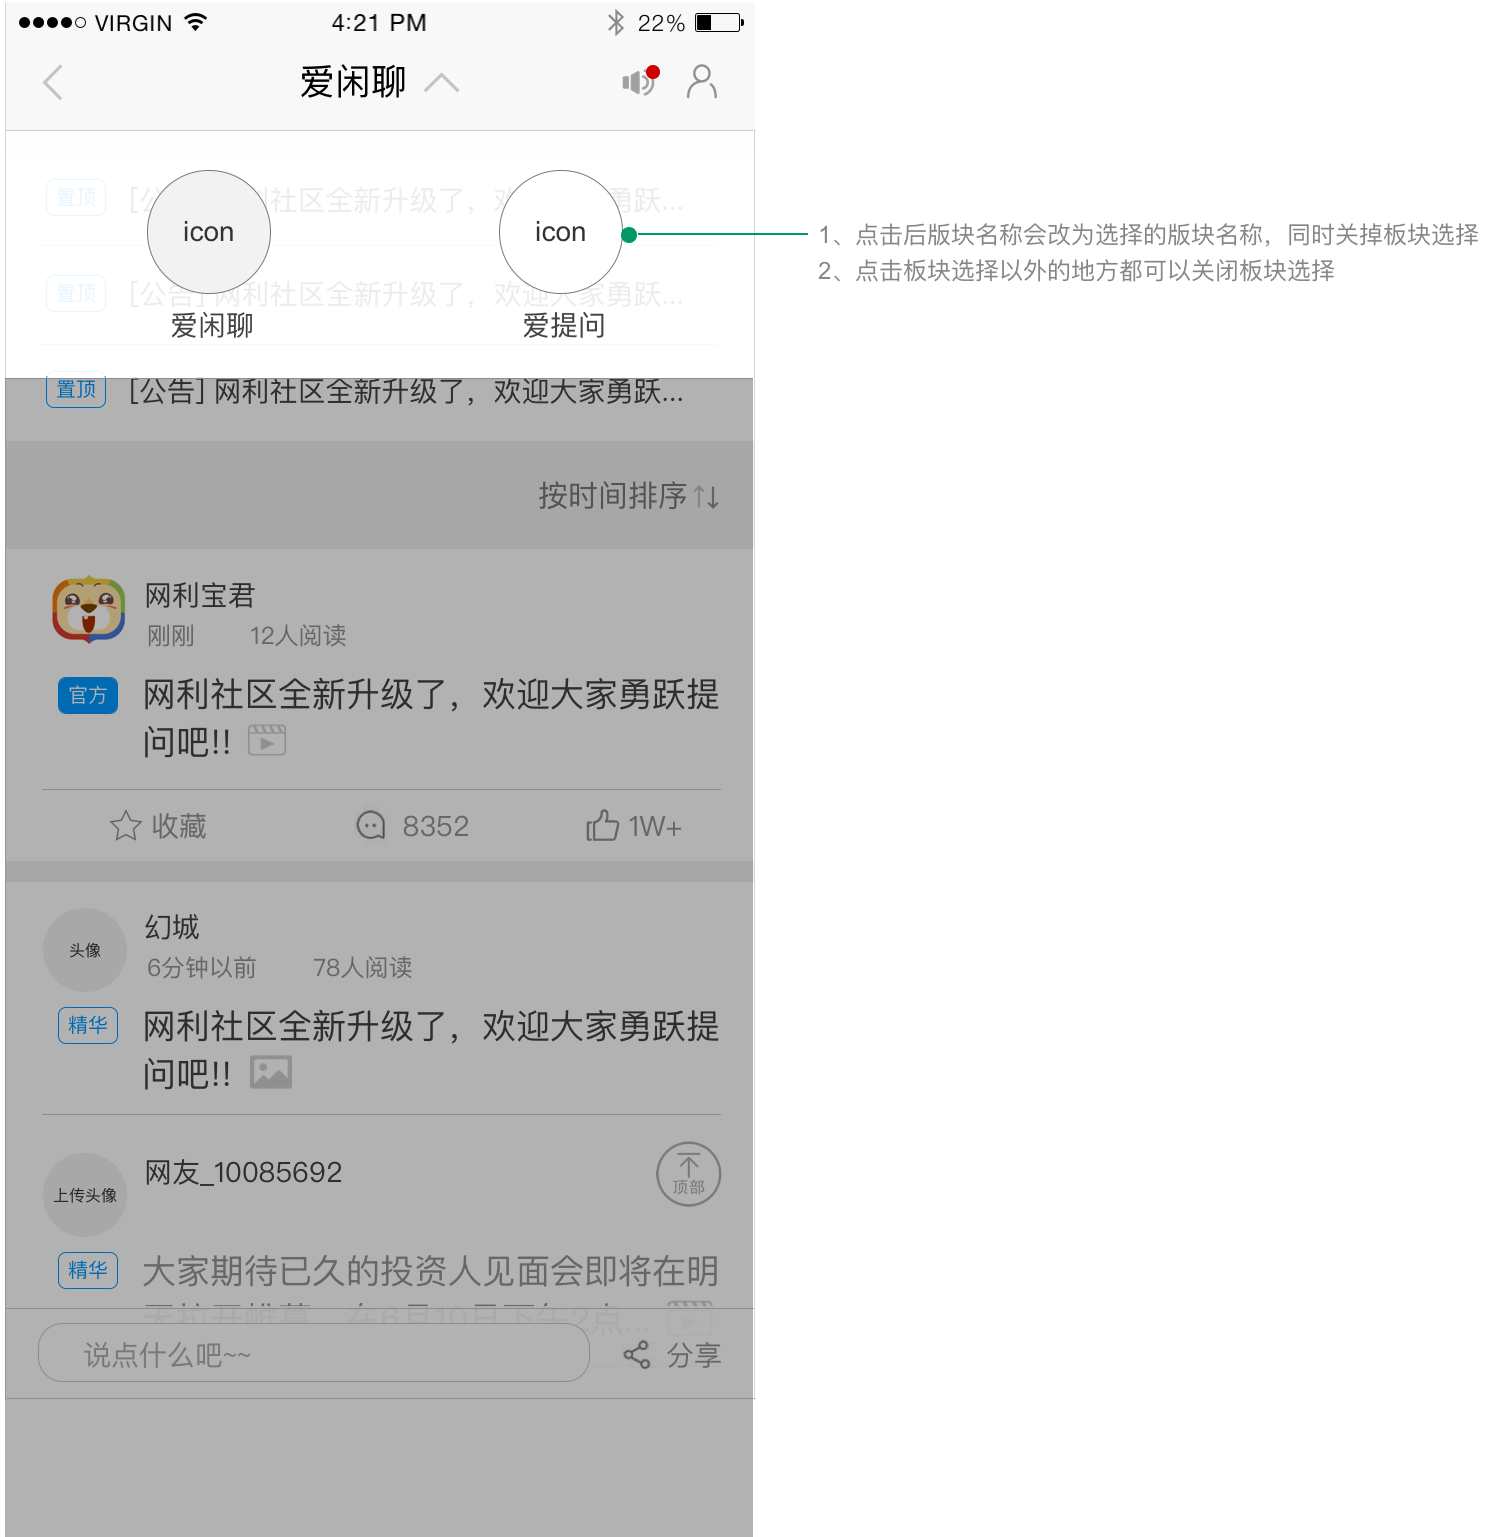 VIRGIN 4:21 PM 22%
爱闲聊
置顶 [公 网利社区全新升级了，欢 勇跃...
icon icon
1、点击后版块名称会改为选择的版块名称，同时关掉板块选择
2、点击板块选择以外的地方都可以关闭板块选择
置顶 [公告] 网利社区全新升级了，欢迎大家勇跃...
爱闲聊 爱提问
置顶 [公告] 网利社区全新升级了，欢迎大家勇跃...
按时间排序
网利宝君
刚刚 12人阅读
官方 网利社区全新升级了，欢迎大家勇跃提
问吧!!
收藏 8352 1W+
头像 幻城
6分钟以前 78人阅读
精华 网利社区全新升级了，欢迎大家勇跃提
问吧!!
上传头像 网友_10085692
顶部
精华 大家期待已久的投资人见面会即将在明
天拉开帷幕，在6月10日下午2点...
说点什么吧~~ 分享